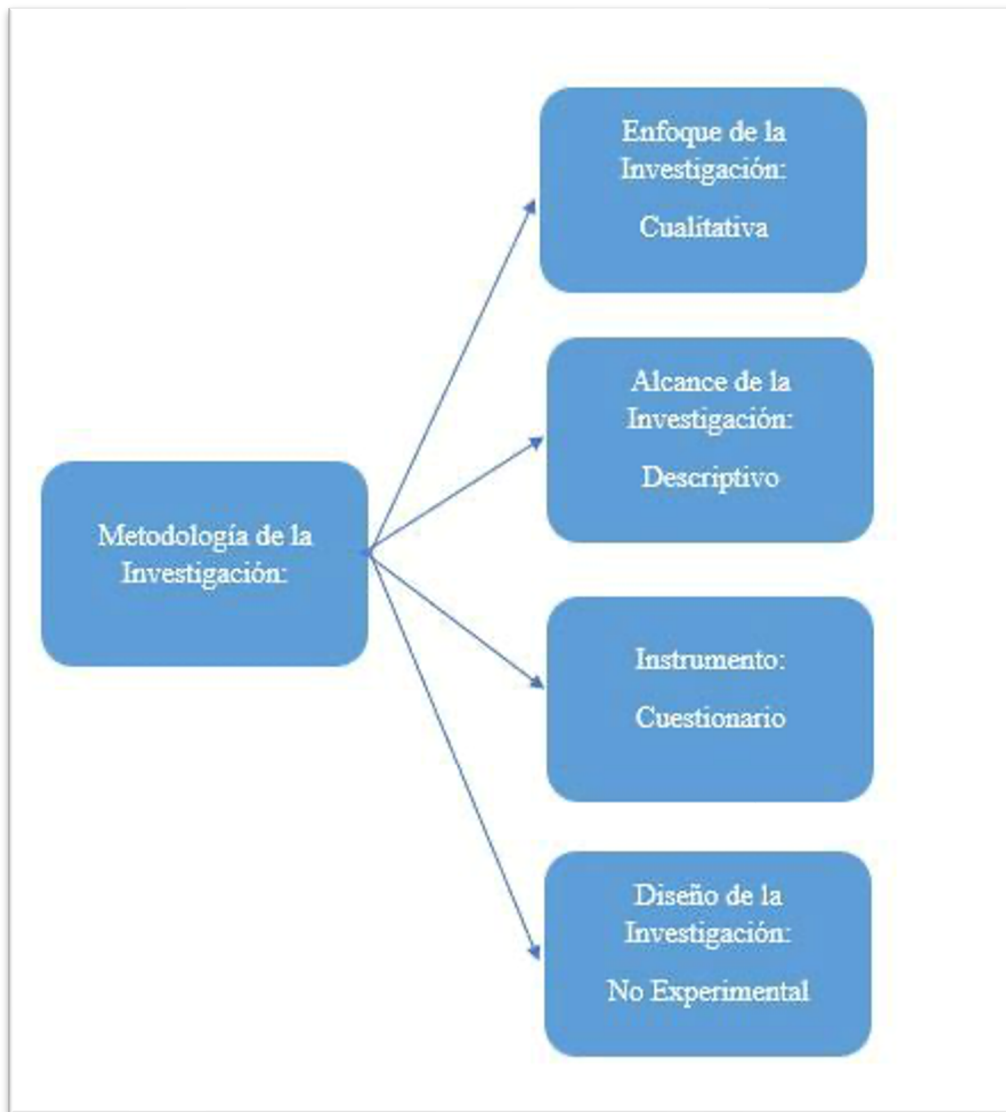 Enfoque de la
Investigación:
Cualitativa
Alcance de la
Investigación:
Descriptivo
Metodología de la
Investigación:
Instrumento:
Cuestionario
Diseño de la
Investigación:
No Experimental